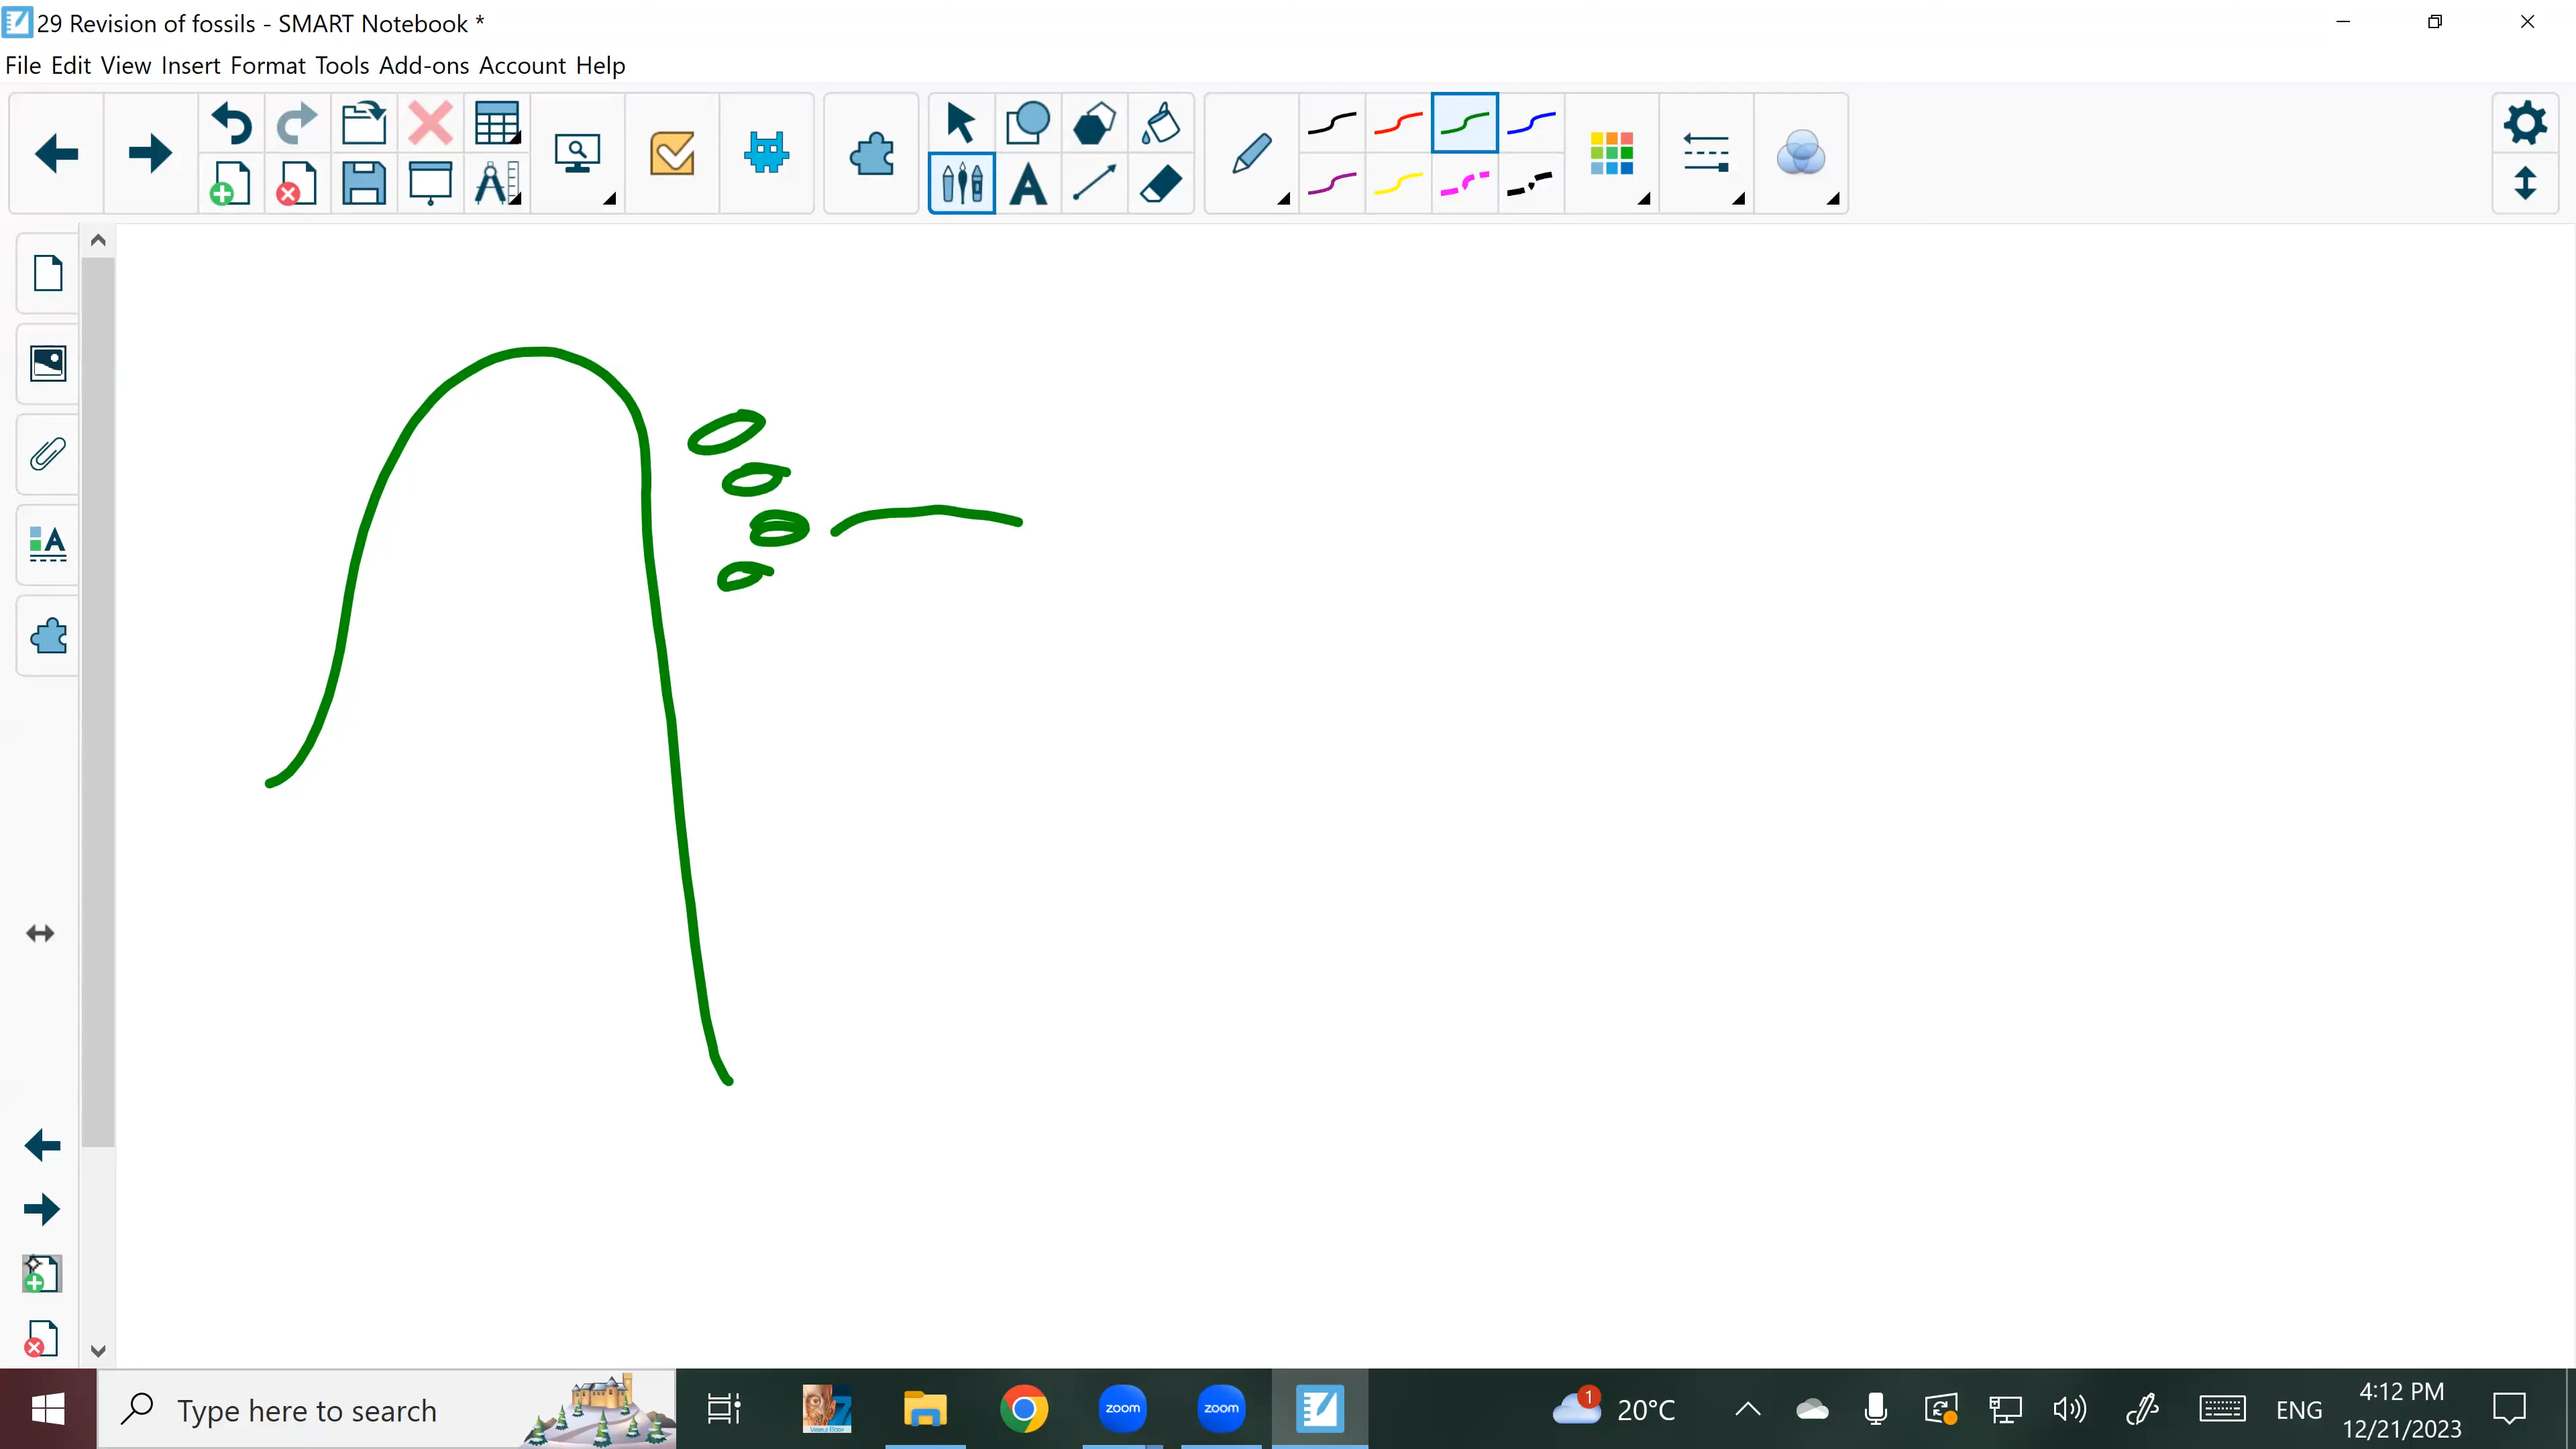 29 Revision of fossils - SMART Notebook *
File Edit View Insert Format Tools Add-ons Account Help
Type here to search
zoom
zoom
1
20°C
ENG
4:12 PM
12/21/2023